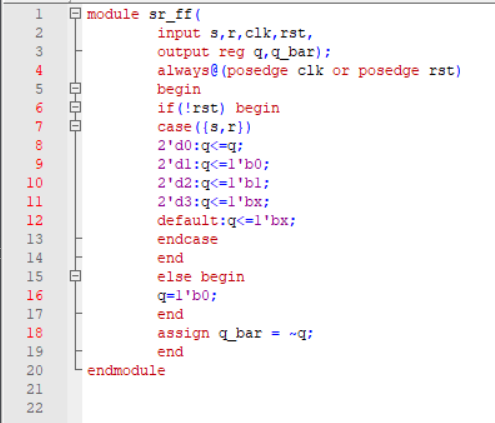 1 module sr_ff(
2 input s,r,clk,rst,
3 output reg q,q_bar);
4 always@(posedge clk or posedge rst)
5 begin
6 if(!rst) begin
7 case({s,r})
8 2'd0:q<=q;
9 2'd1:q<=1'b0;
10 2'd2:q<=1'b1;
11 2'd3:q<=1'bx;
12 default:q<=1'bx;
13 endcase
14 end
15 else begin
16 q=1'b0;
17 end
18 assign q_bar = ~q;
19 end
20 endmodule
21
22